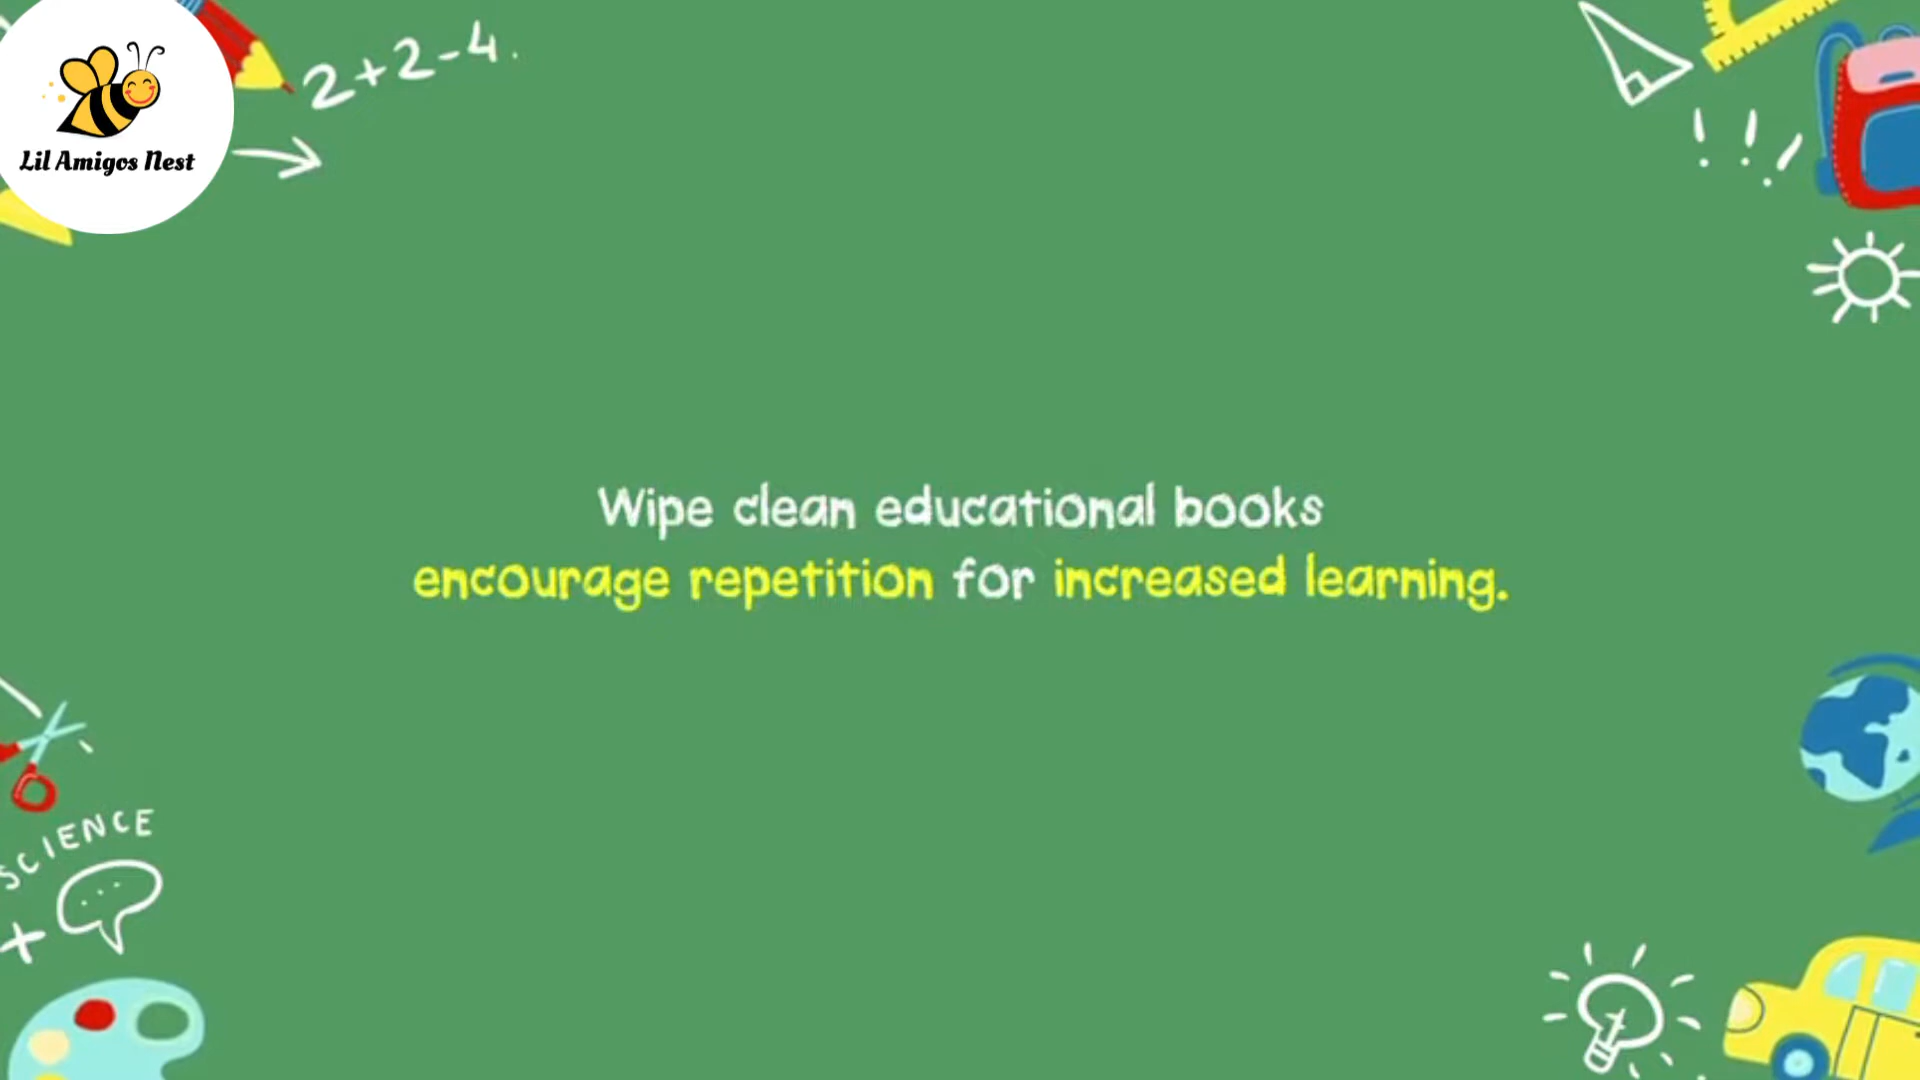 2+2-4.
Lil Amigos Nest
Wipe clean educational books
encourage repetition for increased learning.
SCIENCE